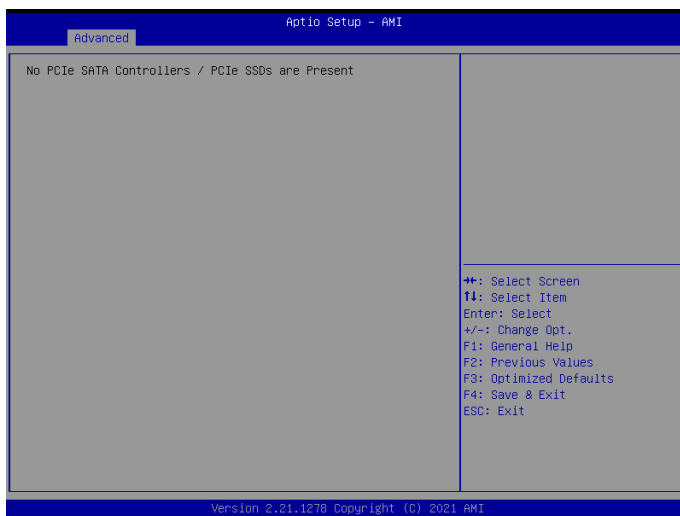 Aptio Setup – AMI
Advanced
No PCIe SATA Controllers / PCIe SSDs are Present
→←: Select Screen
↑↓: Select Item
Enter: Select
+/-: Change Opt.
F1: General Help
F2: Previous Values
F3: Optimized Defaults
F4: Save & Exit
ESC: Exit
Version 2.21.1278 Copyright (C) 2021 AMI